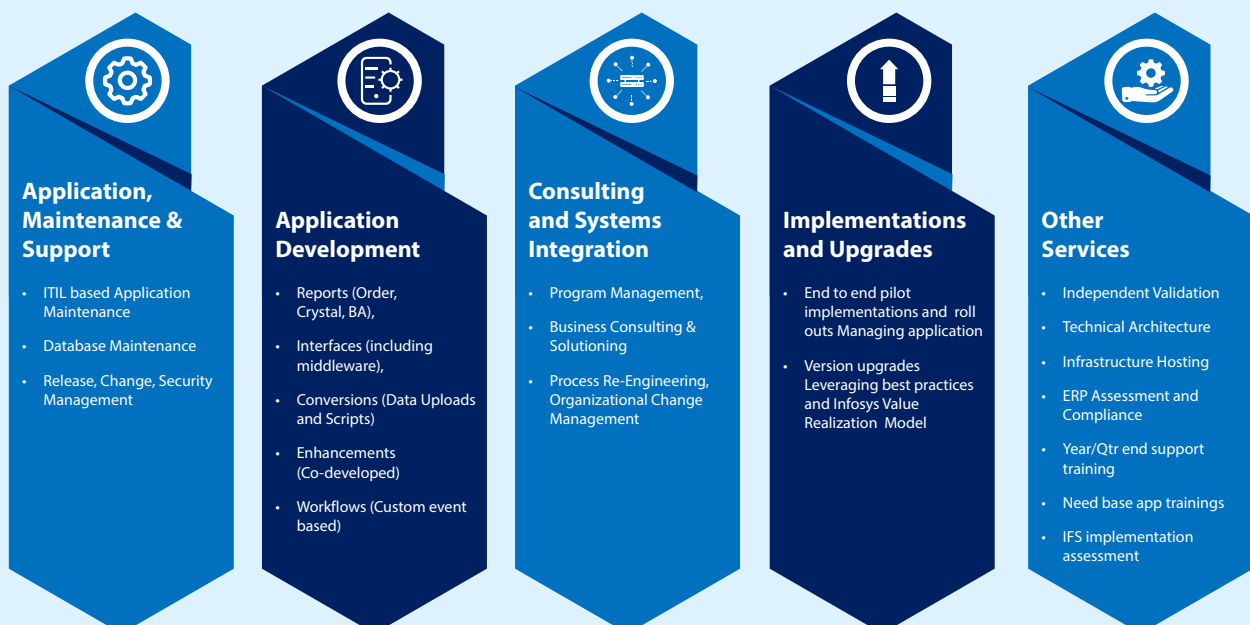 Application,
Maintenance &
Support
• ITIL based Application
Maintenance
• Database Maintenance
• Release, Change, Security
Management
Application
Development
• Reports (Order,
Crystal, BA),
• Interfaces (including
middleware),
• Conversions (Data Uploads
and Scripts)
• Enhancements
(Co-developed)
• Workflows (Custom event
based)
Consulting
and Systems
Integration
• Program Management,
• Business Consulting &
Solutioning
• Process Re-Engineering,
Organizational Change
Management
Implementations
and Upgrades
• End to end pilot
implementations and roll
outs Managing application
• Version upgrades
Leveraging best practices
and Infosys Value
Realization Model
Other
Services
• Independent Validation
• Technical Architecture
• Infrastructure Hosting
• ERP Assessment and
Compliance
• Year/Qtr end support
training
• Need base app trainings
• IFS implementation
assessment